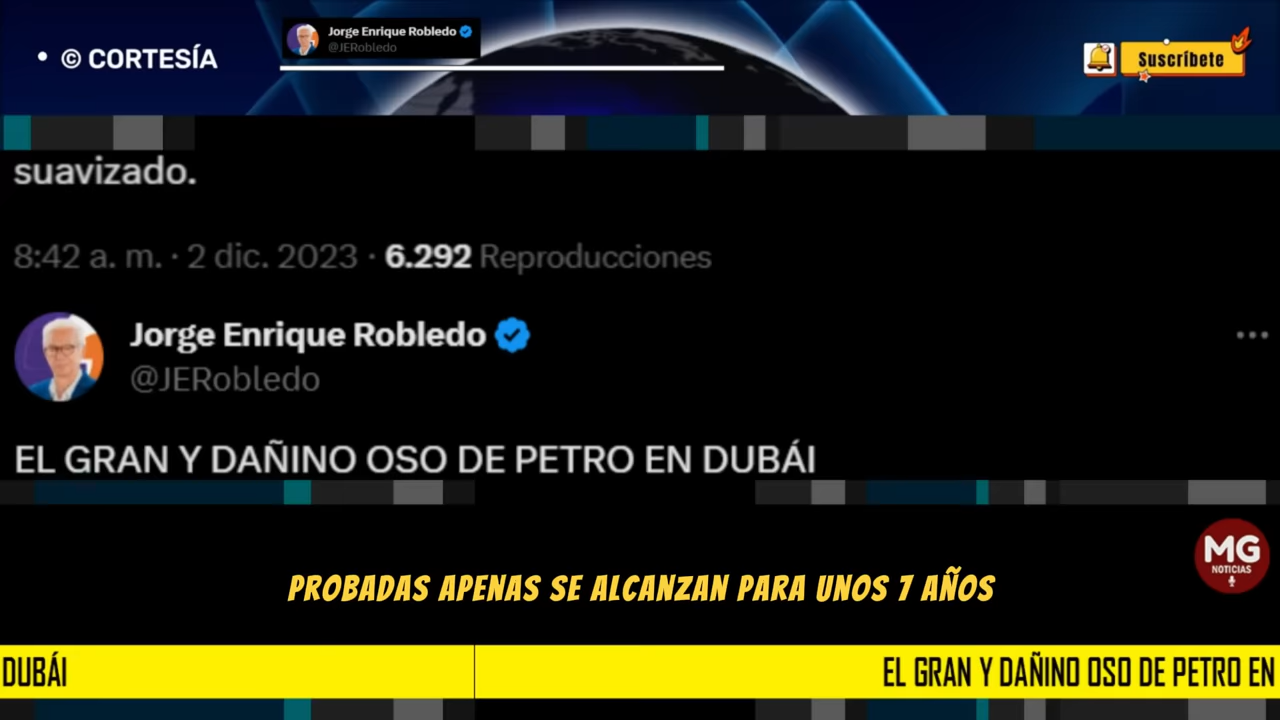 • © CORTESÍA
Jorge Enrique Robledo
@JERobledo
Suscríbete
suavizado.
8:42 a. m. · 2 dic. 2023 · 6.292 Reproducciones
Jorge Enrique Robledo
@JERobledo
EL GRAN Y DAÑINO OSO DE PETRO EN DUBÁI
MG
NOTICIAS
PROBADAS APENAS SE ALCANZAN PARA UNOS 7 AÑOS
DUBÁI
EL GRAN Y DAÑINO OSO DE PETRO EN